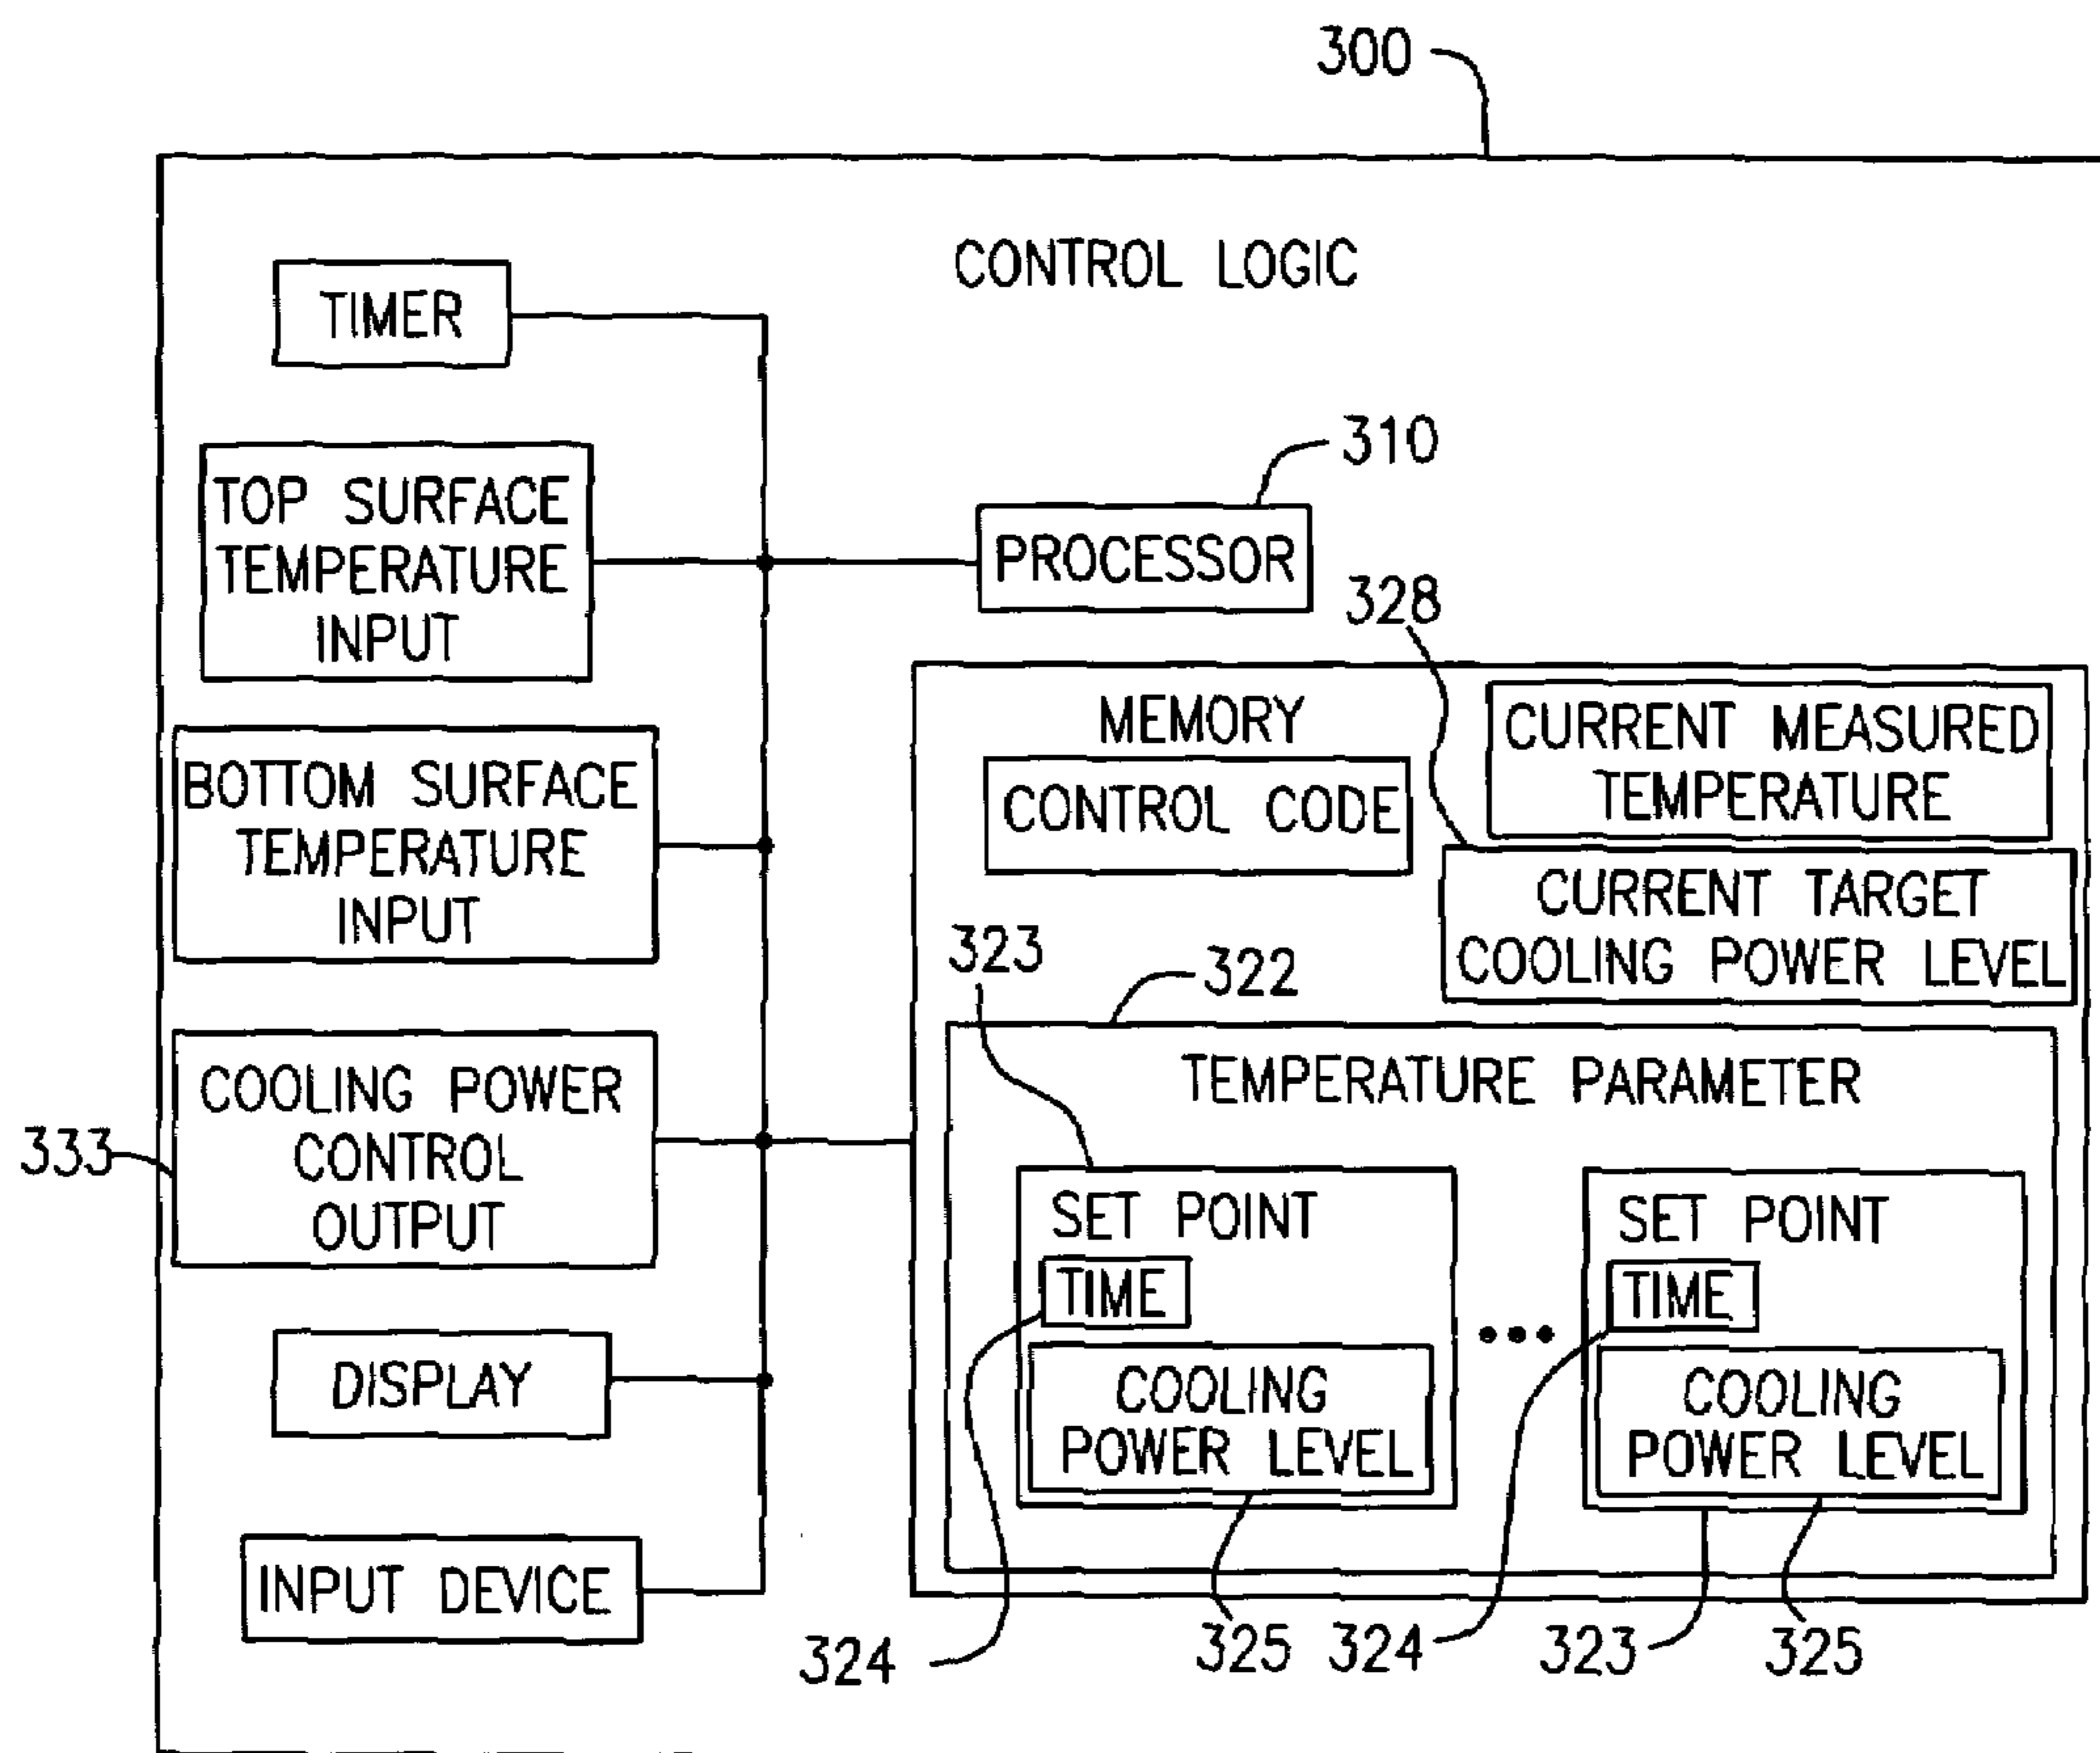 300
CONTROL LOGIC
TIMER
TOP SURFACE
TEMPERATURE
INPUT
310
PROCESSOR
328
BOTTOM SURFACE
TEMPERATURE
INPUT
MEMORY
CONTROL CODE
CURRENT MEASURED
TEMPERATURE
CURRENT TARGET
COOLING POWER LEVEL
333
COOLING POWER
CONTROL
OUTPUT
323
322
TEMPERATURE PARAMETER
SET POINT
TIME
COOLING
POWER LEVEL
SET POINT
TIME
COOLING
POWER LEVEL
DISPLAY
INPUT DEVICE
324
325
324
323
325